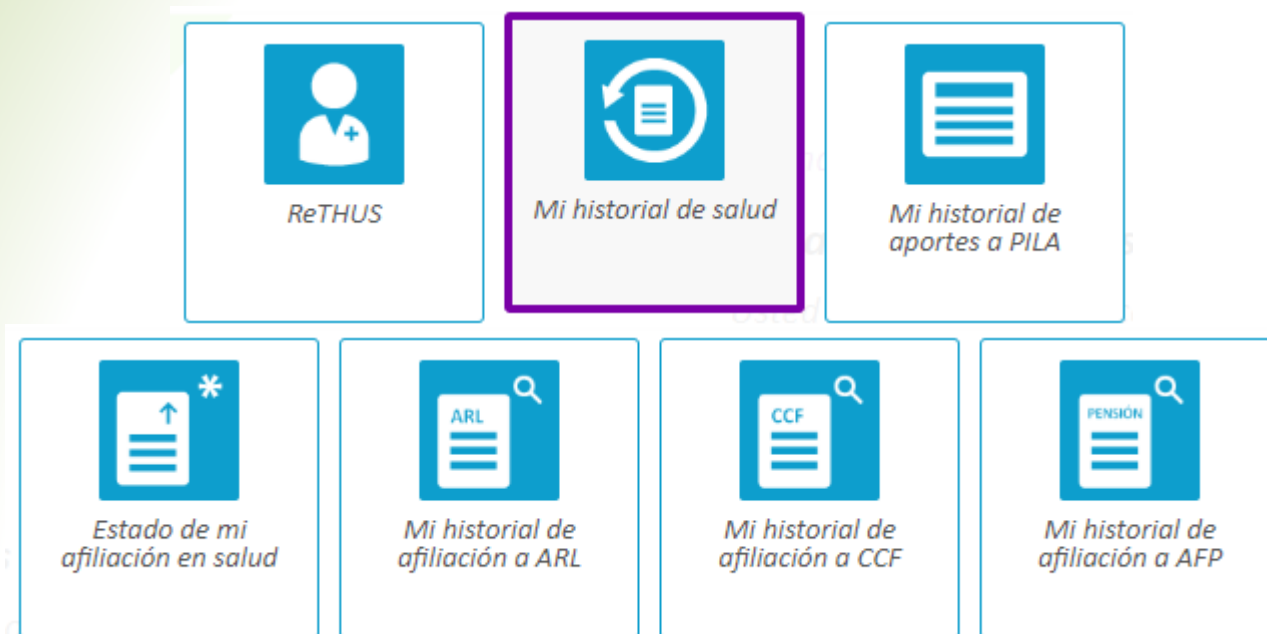 ReTHUS
Mi historial de salud
Mi historial de
aportes a PILA
ARL
CCF
PENSIÓN
Estado de mi
afiliación en salud
Mi historial de
afiliación a ARL
Mi historial de
afiliación a CCF
Mi historial de
afiliación a AFP